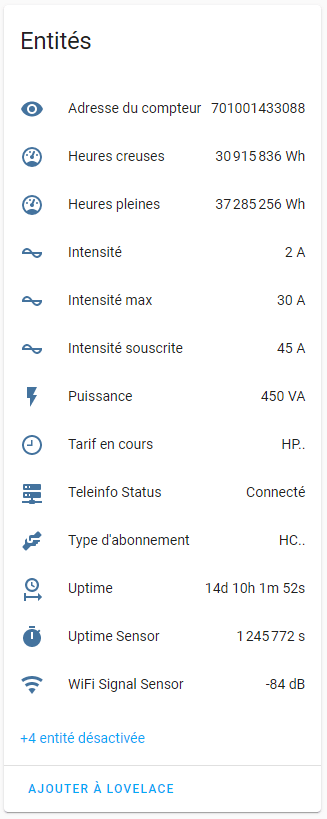 Entités
Adresse du compteur 701001433088
Heures creuses 30 915 836 Wh
Heures pleines 37 285 256 Wh
Intensité 2 A
Intensité max 30 A
Intensité souscrite 45 A
Puissance 450 VA
Tarif en cours HP..
Teleinfo Status Connecté
Type d'abonnement HC..
Uptime 14d 10h 1m 52s
Uptime Sensor 1 245 772 s
WiFi Signal Sensor -84 dB
+4 entité désactivée
AJOUTER À LOVELACE